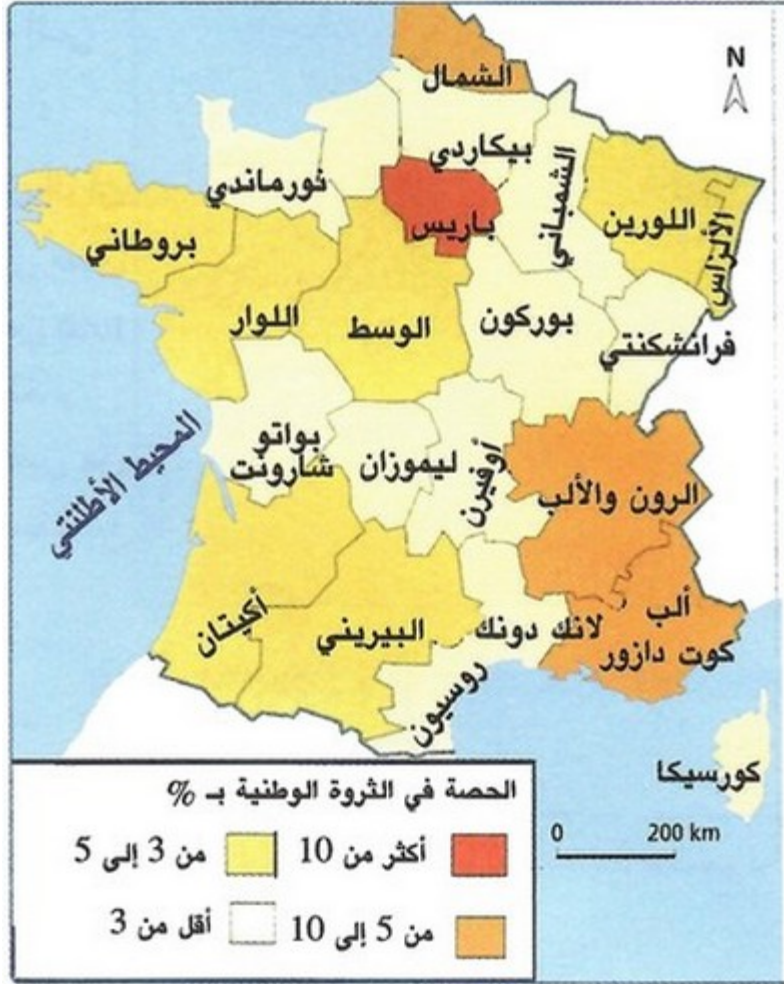 الشمال
N
بيكاردي
الشمباني
نورماندي
اللورين
الألزاس
باريس
بروطاني
اللوار
الوسط
بوركون
فرانشكنتي
المحيط الأطلنتي
بواتو
شارونت
ليموزان
أوفيرن
الرون والألب
ألب
كوت دازور
أكيتان
البيريني
لانك دونك
روسيون
كورسيكا
0 200 km
الحصة في الثروة الوطنية بـ %
أكثر من 10
من 3 إلى 5
من 5 إلى 10
أقل من 3